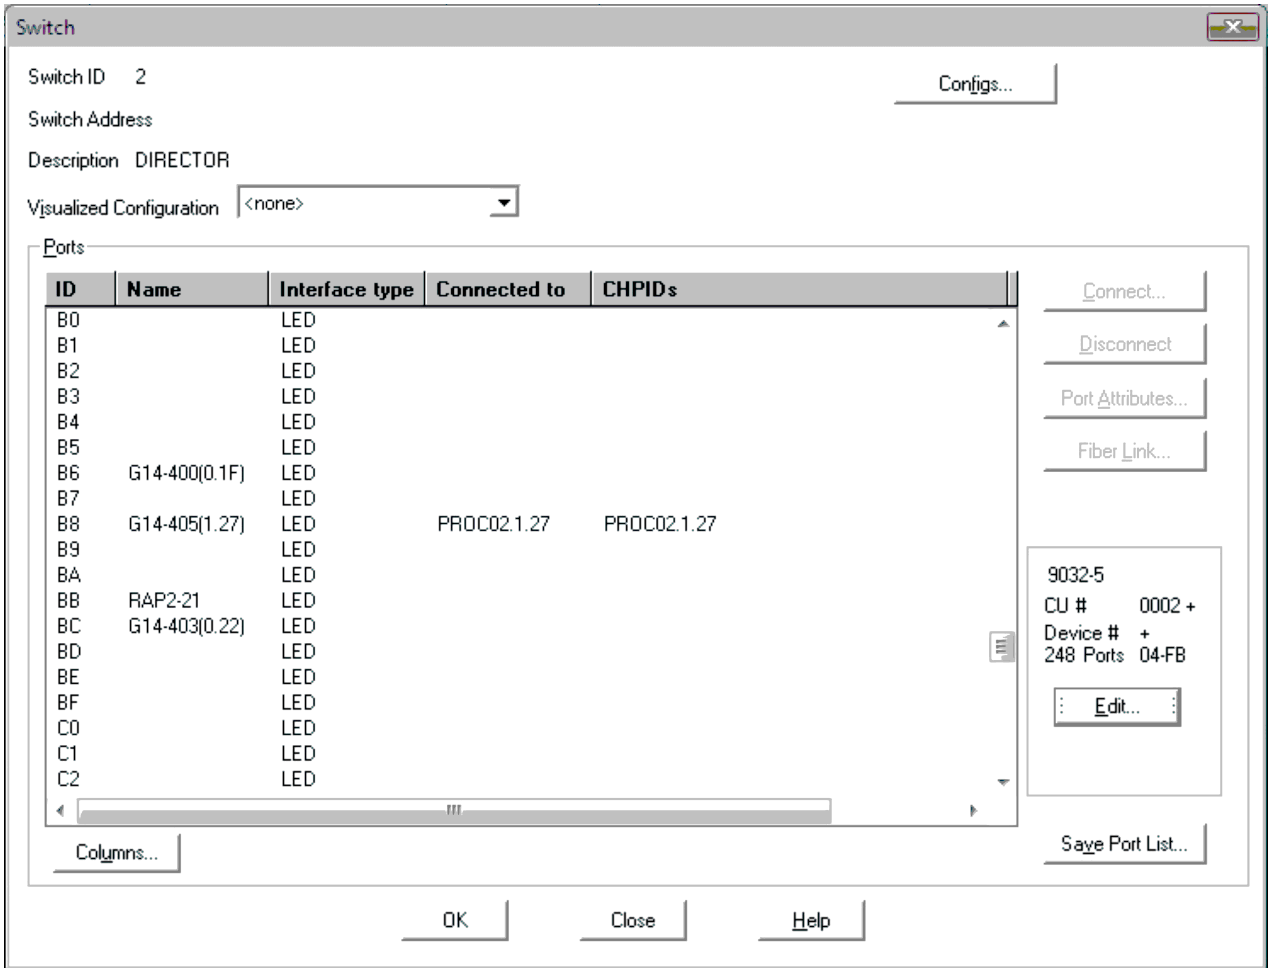 Switch
Switch ID 2
Configs...
Switch Address
Description DIRECTOR
Visualized Configuration <none>
Ports
ID Name Interface type Connected to CHPIDs
B0 LED
B1 LED
B2 LED
B3 LED
B4 LED
B5 LED
B6 G14-400(0.1F) LED
B7 LED
B8 G14-405(1.27) LED PROC02.1.27 PROC02.1.27
B9 LED
BA LED
BB RAP2-21 LED
BC G14-403(0.22) LED
BD LED
BE LED
BF LED
C0 LED
C1 LED
C2 LED
Connect...
Disconnect
Port Attributes...
Fiber Link...
9032-5
CU # 0002 +
Device # +
248 Ports 04-FB
Edit...
Columns...
Save Port List...
OK Close Help